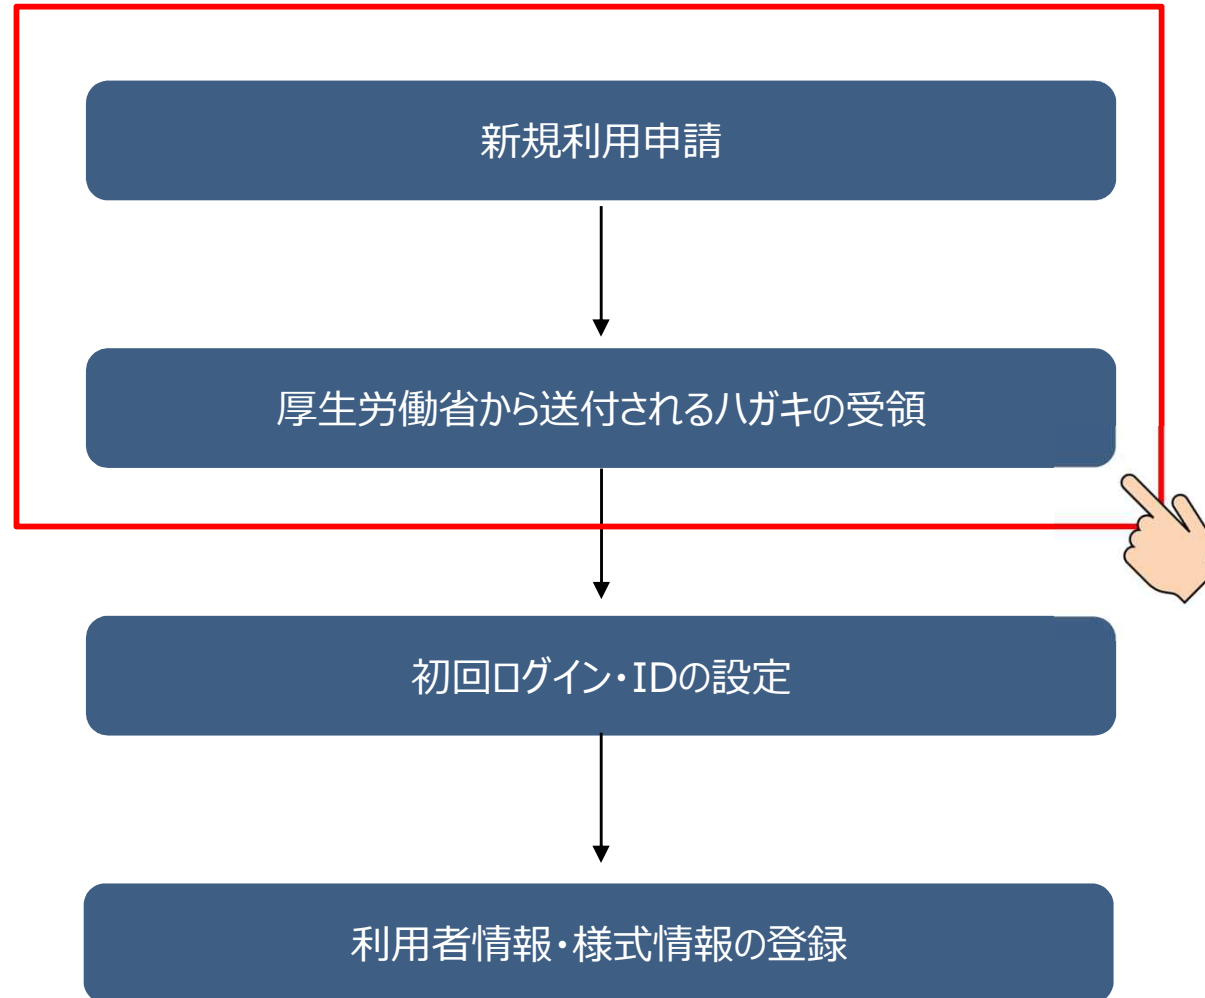 新規利用申請
厚生労働省から送付されるハガキの受領
初回ログイン・IDの設定
利用者情報・様式情報の登録